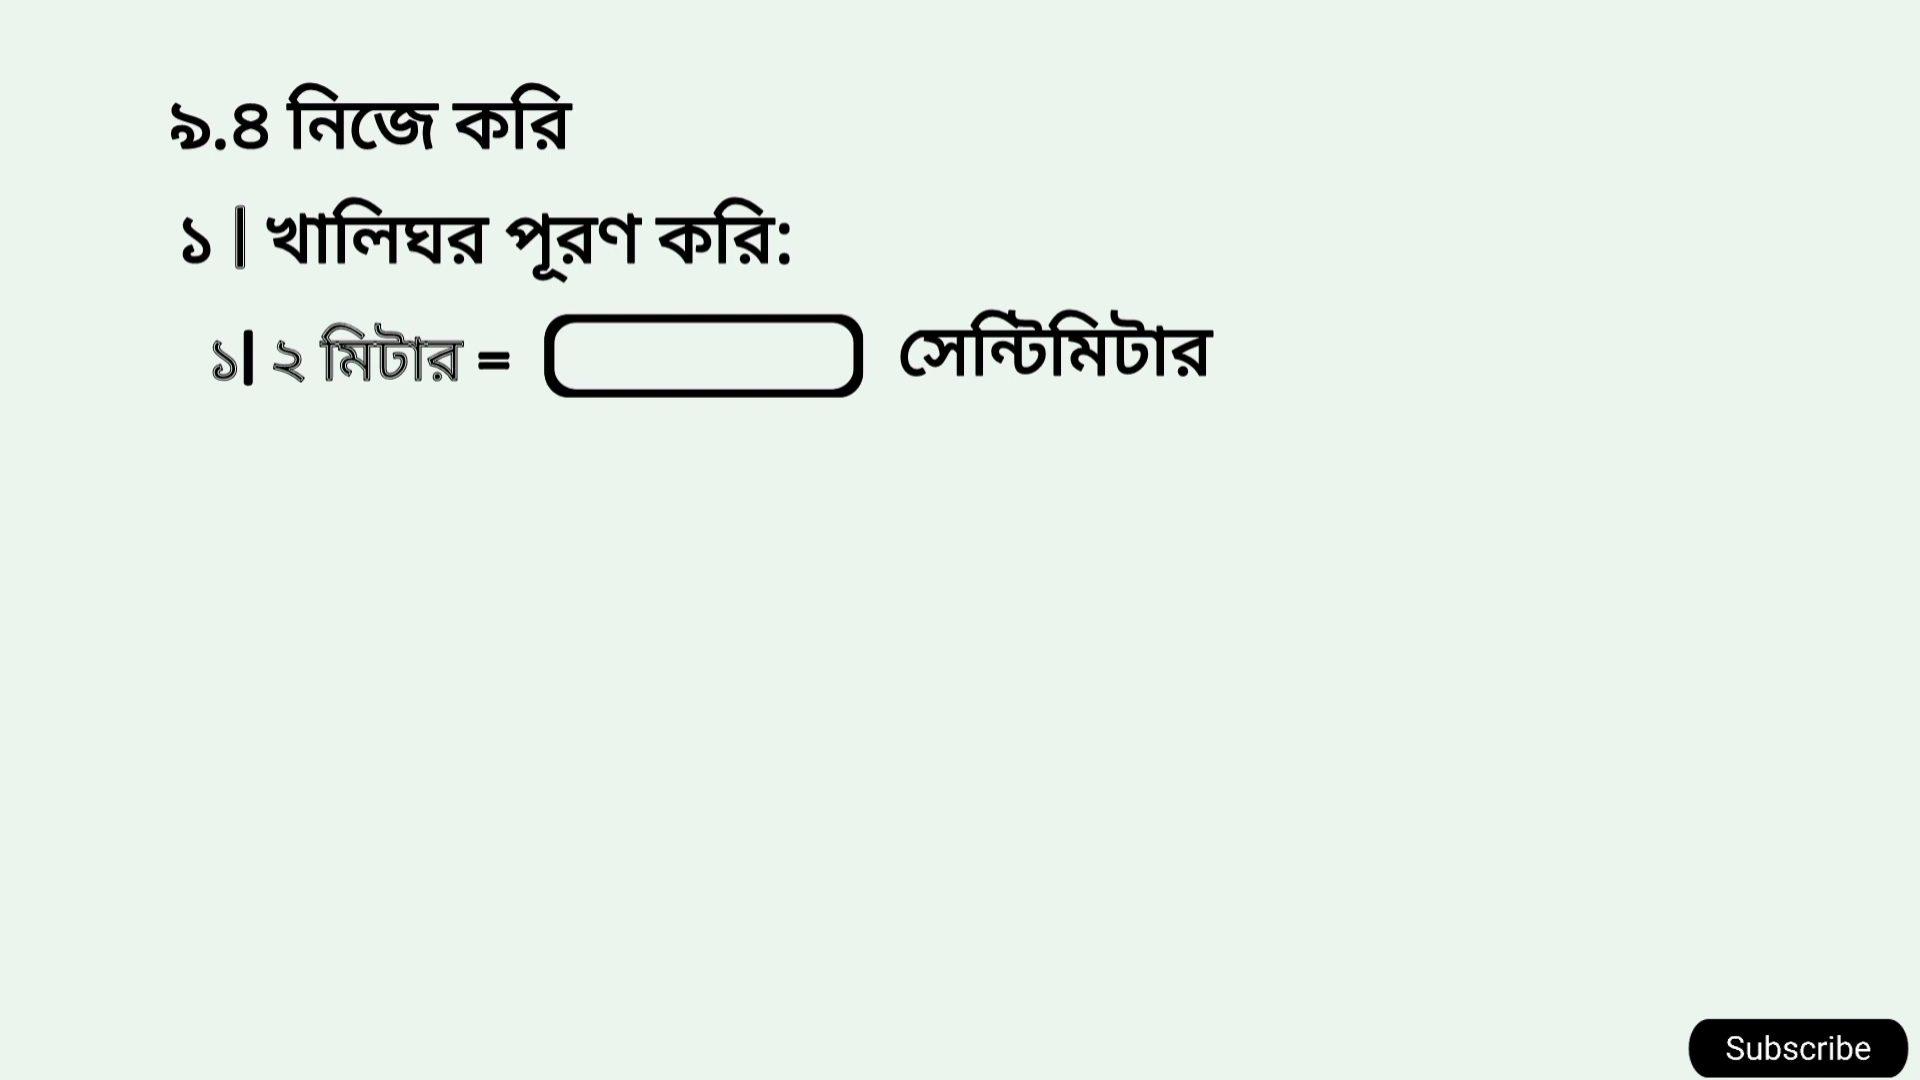 ৯.৪ নিজে করি
১ | খালিঘর পূরণ করি:
১| ২ মিটার = সেন্টিমিটার
Subscribe